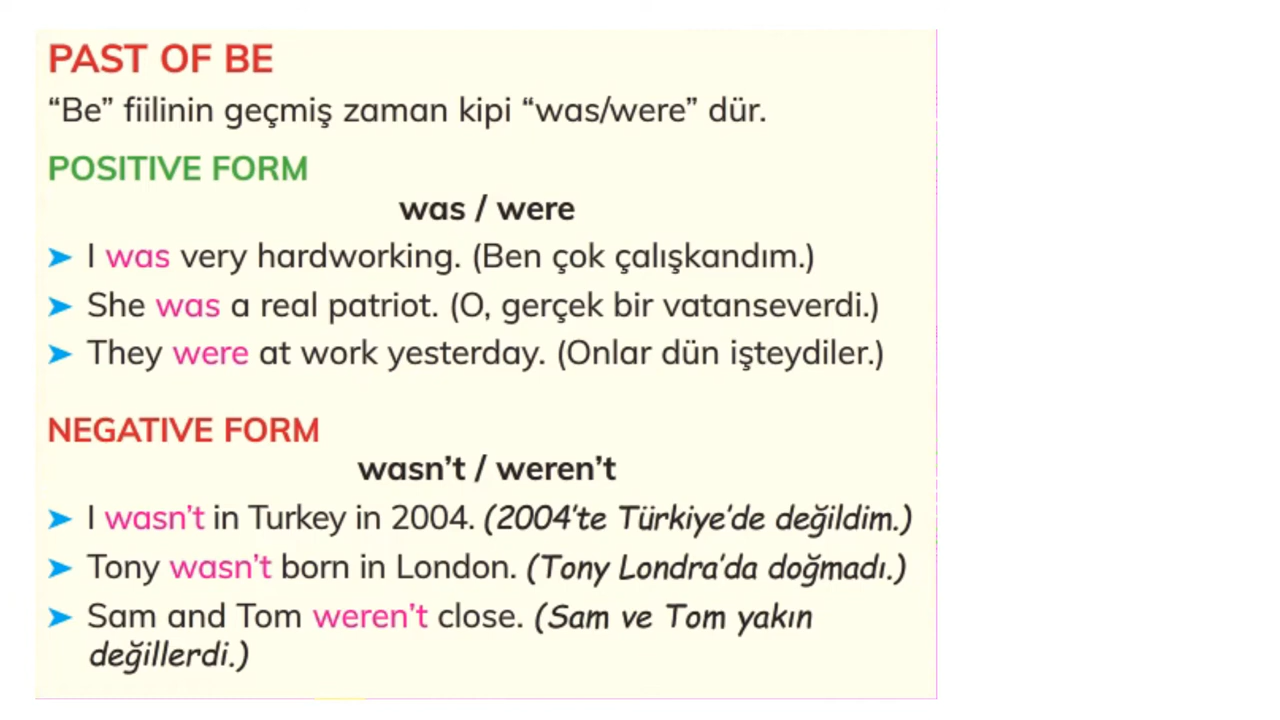 PAST OF BE
“Be” fiilinin geçmiş zaman kipi “was/were” dür.
POSITIVE FORM
was / were
➤ I was very hardworking. (Ben çok çalışkandım.)
➤ She was a real patriot. (O, gerçek bir vatanseverdi.)
➤ They were at work yesterday. (Onlar dün işteydiler.)
NEGATIVE FORM
wasn’t / weren’t
➤ I wasn’t in Turkey in 2004. (2004’te Türkiye’de değildim.)
➤ Tony wasn’t born in London. (Tony Londra’da doğmadı.)
➤ Sam and Tom weren’t close. (Sam ve Tom yakın
değillerdi.)